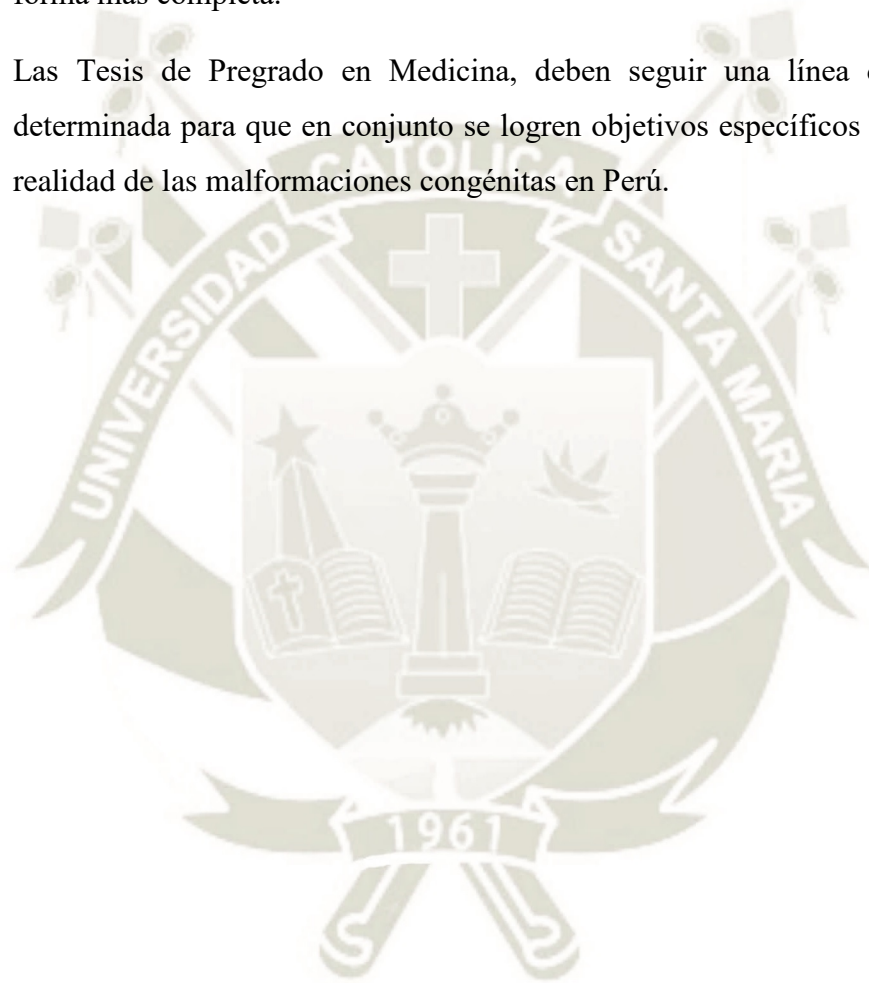 forma más completa.
Las Tesis de Pregrado en Medicina, deben seguir una línea
determinada para que en conjunto se logren objetivos específicos
realidad de las malformaciones congénitas en Perú.
UNIVERSIDAD CATOLICA SANTA MARIA
1961